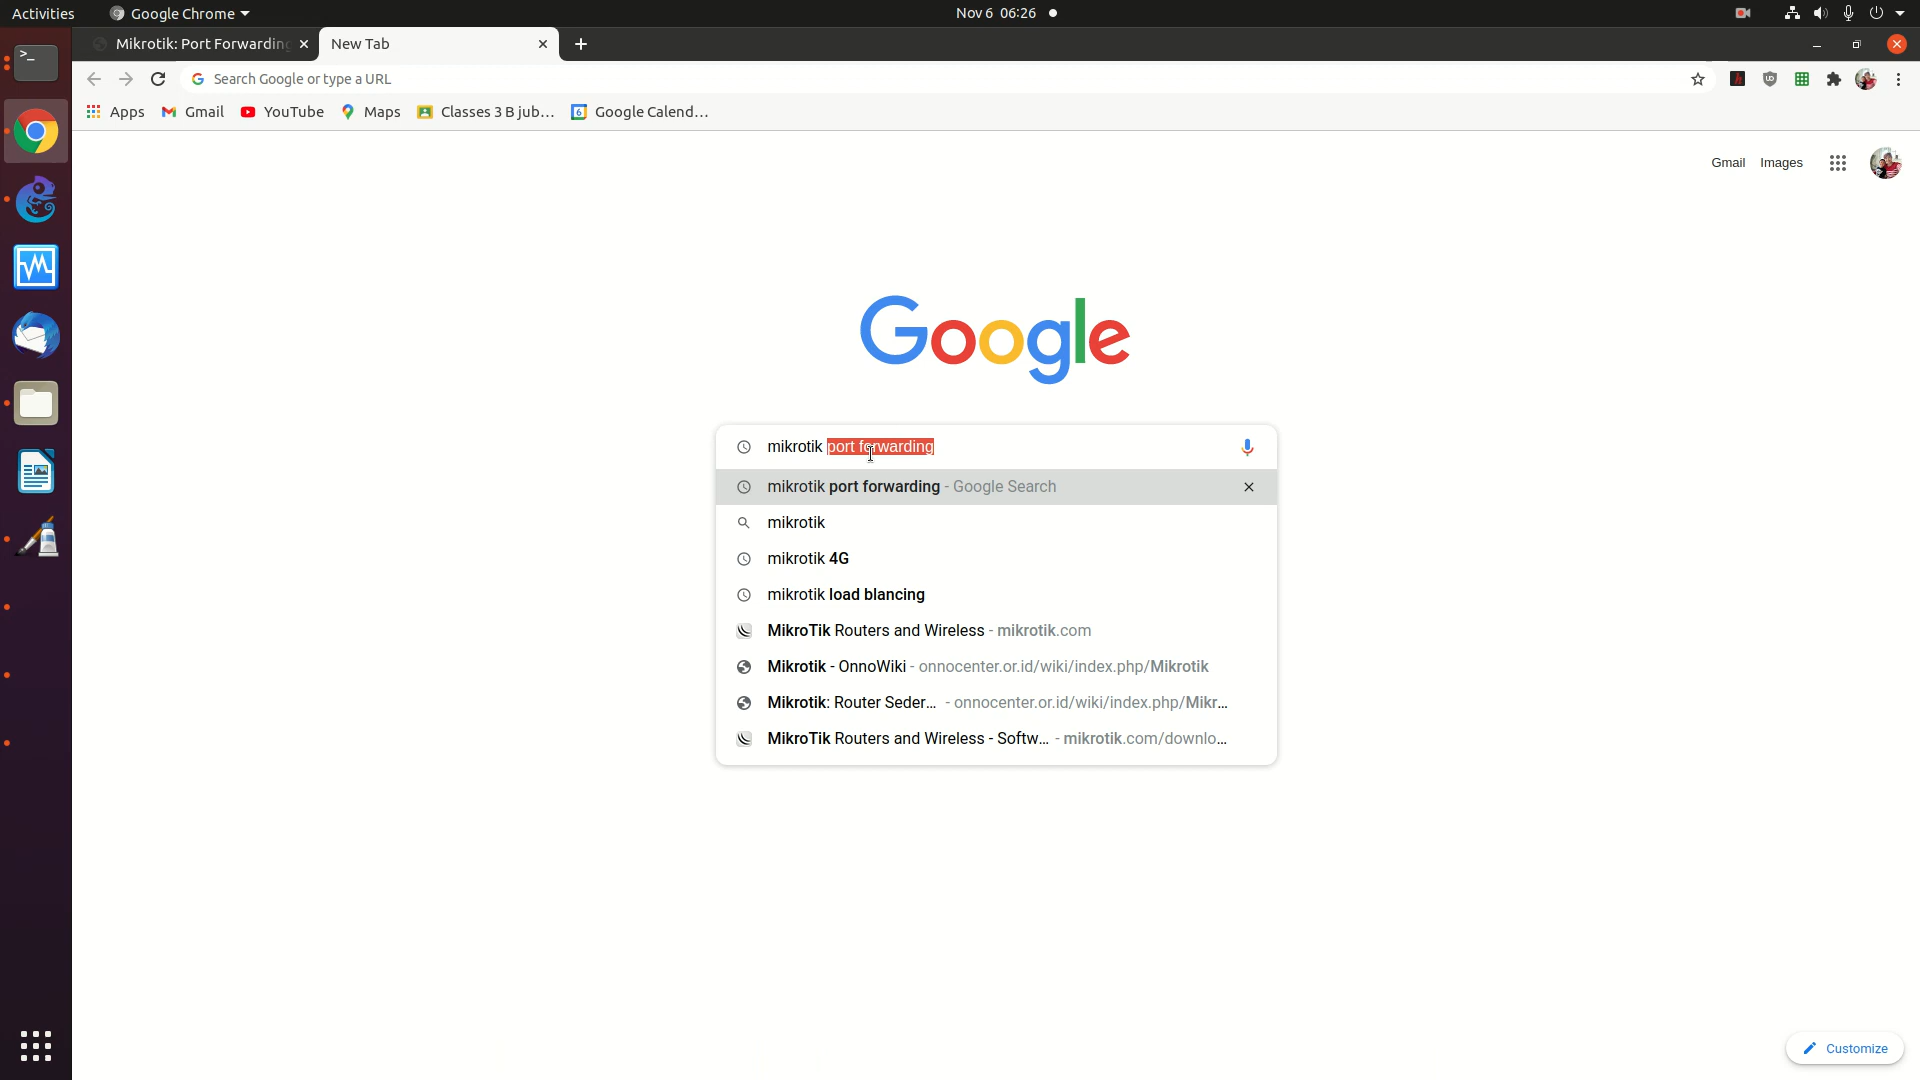 Activities Google Chrome Nov 6 06:26
Mikrotik: Port Forwarding New Tab
Search Google or type a URL
Apps Gmail YouTube Maps Classes 3 B jub... Google Calend...
Gmail Images
Google
mikrotik port forwarding
mikrotik port forwarding - Google Search
mikrotik
mikrotik 4G
mikrotik load blancing
MikroTik Routers and Wireless - mikrotik.com
Mikrotik - OnnoWiki - onnocenter.or.id/wiki/index.php/Mikrotik
Mikrotik: Router Seder... - onnocenter.or.id/wiki/index.php/Mikr...
MikroTik Routers and Wireless - Softw... - mikrotik.com/downlo...
Customize